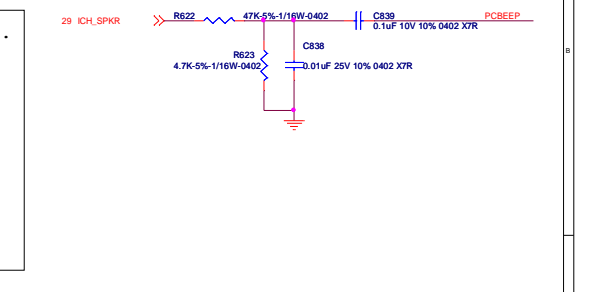 29 ICH_SPKR
R622
47K-5%-1/16W-0402
C839
0.1uF 10V 10% 0402 X7R
PCBEEP
R623
4.7K-5%-1/16W-0402
C838
0.01uF 25V 10% 0402 X7R
B